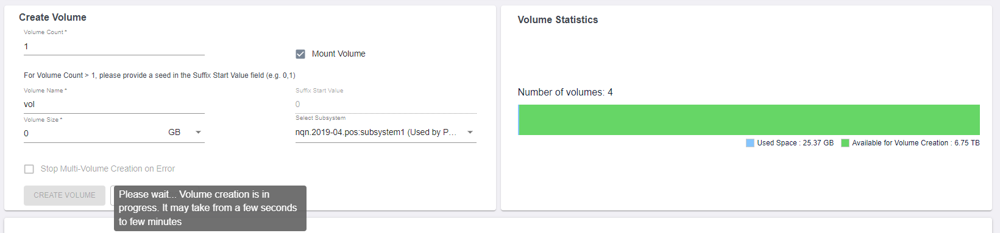 Create Volume
Volume Count *
1
Mount Volume
For Volume Count > 1, please provide a seed in the Suffix Start Value field (e.g. 0,1)
Volume Name *
vol
Suffix Start Value
0
Volume Size *
0 GB
Select Subsystem
nqn.2019-04.pos:subsystem1 (Used by P...
Stop Multi-Volume Creation on Error
CREATE VOLUME
Please wait... Volume creation is in
progress. It may take from a few seconds
to few minutes
Volume Statistics
Number of volumes: 4
Used Space : 25.37 GB Available for Volume Creation : 6.75 TB